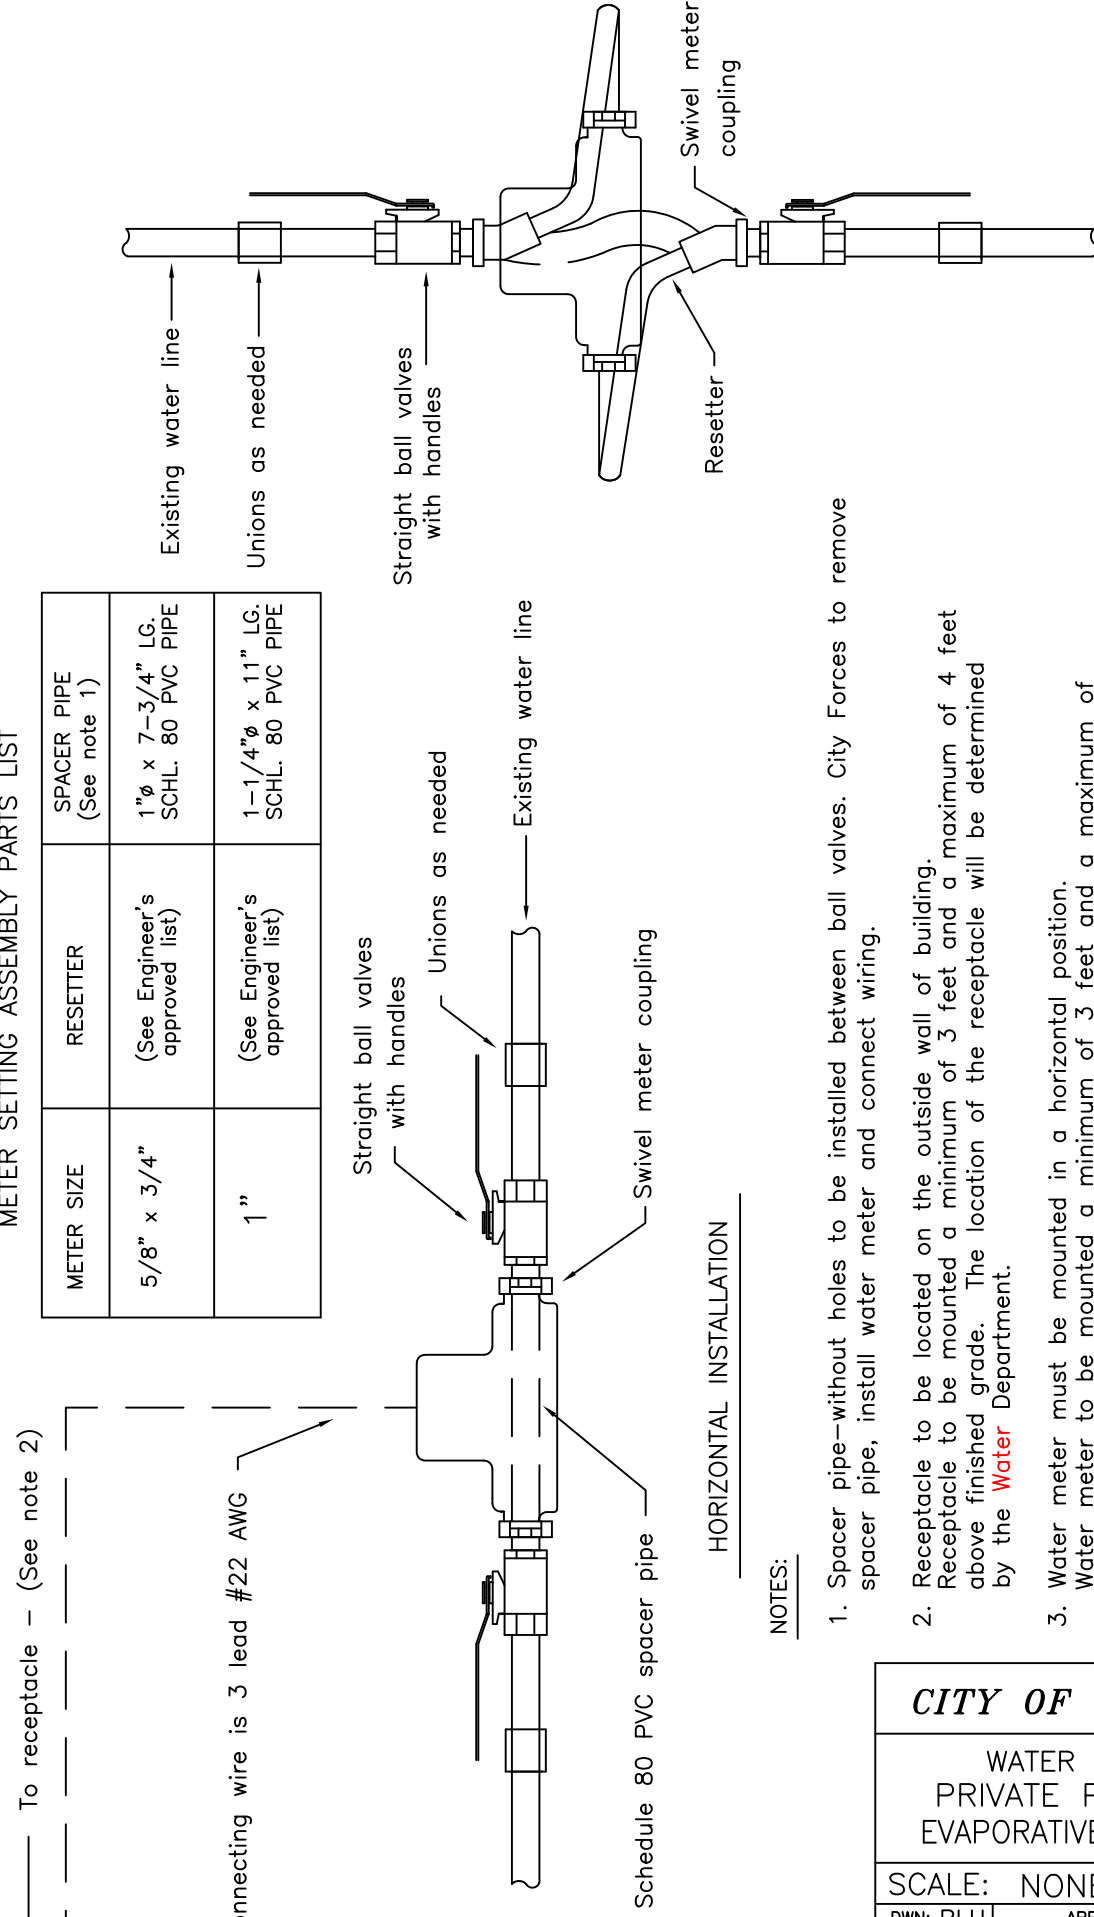 METER SETTING ASSEMBLY PARTS LIST
METER SIZE
RESETTER
SPACER PIPE
(See note 1)
5/8" x 3/4"
(See Engineer's
approved list)
1"ø x 7-3/4" LG.
SCHL. 80 PVC PIPE
1"
(See Engineer's
approved list)
1-1/4"ø x 11" LG.
SCHL. 80 PVC PIPE
To receptacle - (See note 2)
wire is 3 lead #22 AWG
Straight ball valves
with handles
Unions as needed
Existing water line
Swivel meter coupling
Schedule 80 PVC spacer pipe
HORIZONTAL INSTALLATION
Existing water line
Unions as needed
Straight ball valves
with handles
Resetter
Swivel meter
coupling
NOTES:
1. Spacer pipe-without holes to be installed between ball valves. City Forces to remove
spacer pipe, install water meter and connect wiring.
2. Receptacle to be located on the outside wall of building.
Receptacle to be mounted a minimum of 3 feet and a maximum of 4 feet
above finished grade. The location of the receptacle will be determined
by the Water Department.
3. Water meter must be mounted in a horizontal position.
Water meter to be mounted a minimum of 3 feet and a maximum of
CITY OF
WATER
PRIVATE
EVAPORATIVE
SCALE: NONE
DWN: